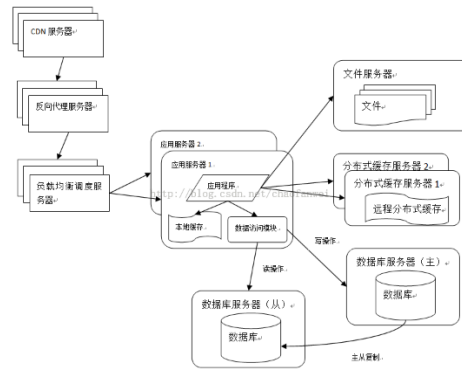 CDN 服务器
反向代理服务器
负载均衡调度服
务器
应用服务器 2
应用服务器 1
应用程序
本地缓存
数据访问模块
文件服务器
文件
分布式缓存服务器 2
分布式缓存服务器 1
远程分布式缓存
写操作
读操作
数据库服务器（主）
数据库
数据库服务器（从）
数据库
主从复制